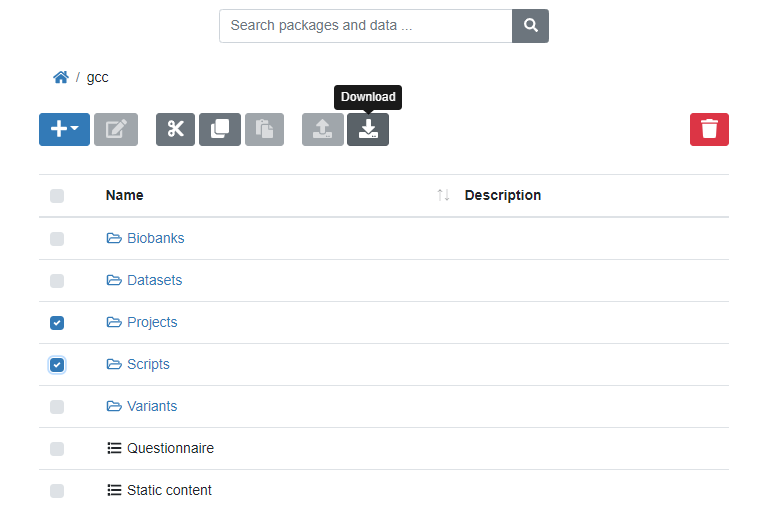 Search packages and data ...
/ gcc
Download
Name Description
Biobanks
Datasets
Projects
Scripts
Variants
Questionnaire
Static content